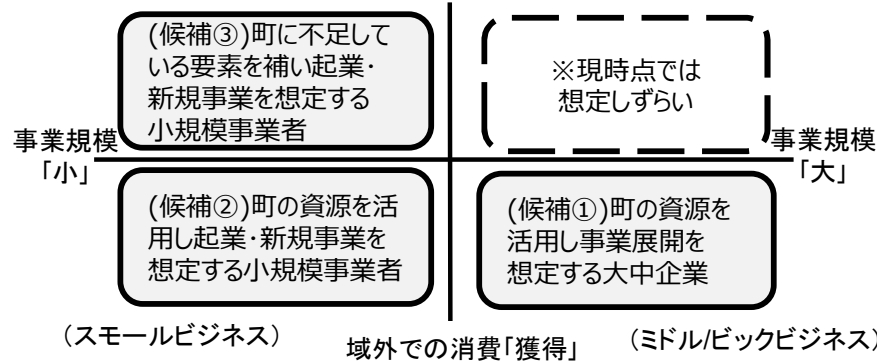 (候補③)町に不足して
いる要素を補い起業・
新規事業を想定する
小規模事業者
※現時点では
想定しずらい
事業規模
「小」
事業規模
「大」
(候補②)町の資源を活
用し起業・新規事業を
想定する小規模事業者
(候補①)町の資源を
活用し事業展開を
想定する大中企業
（スモールビジネス）
域外での消費「獲得」
（ミドル/ビックビジネス）